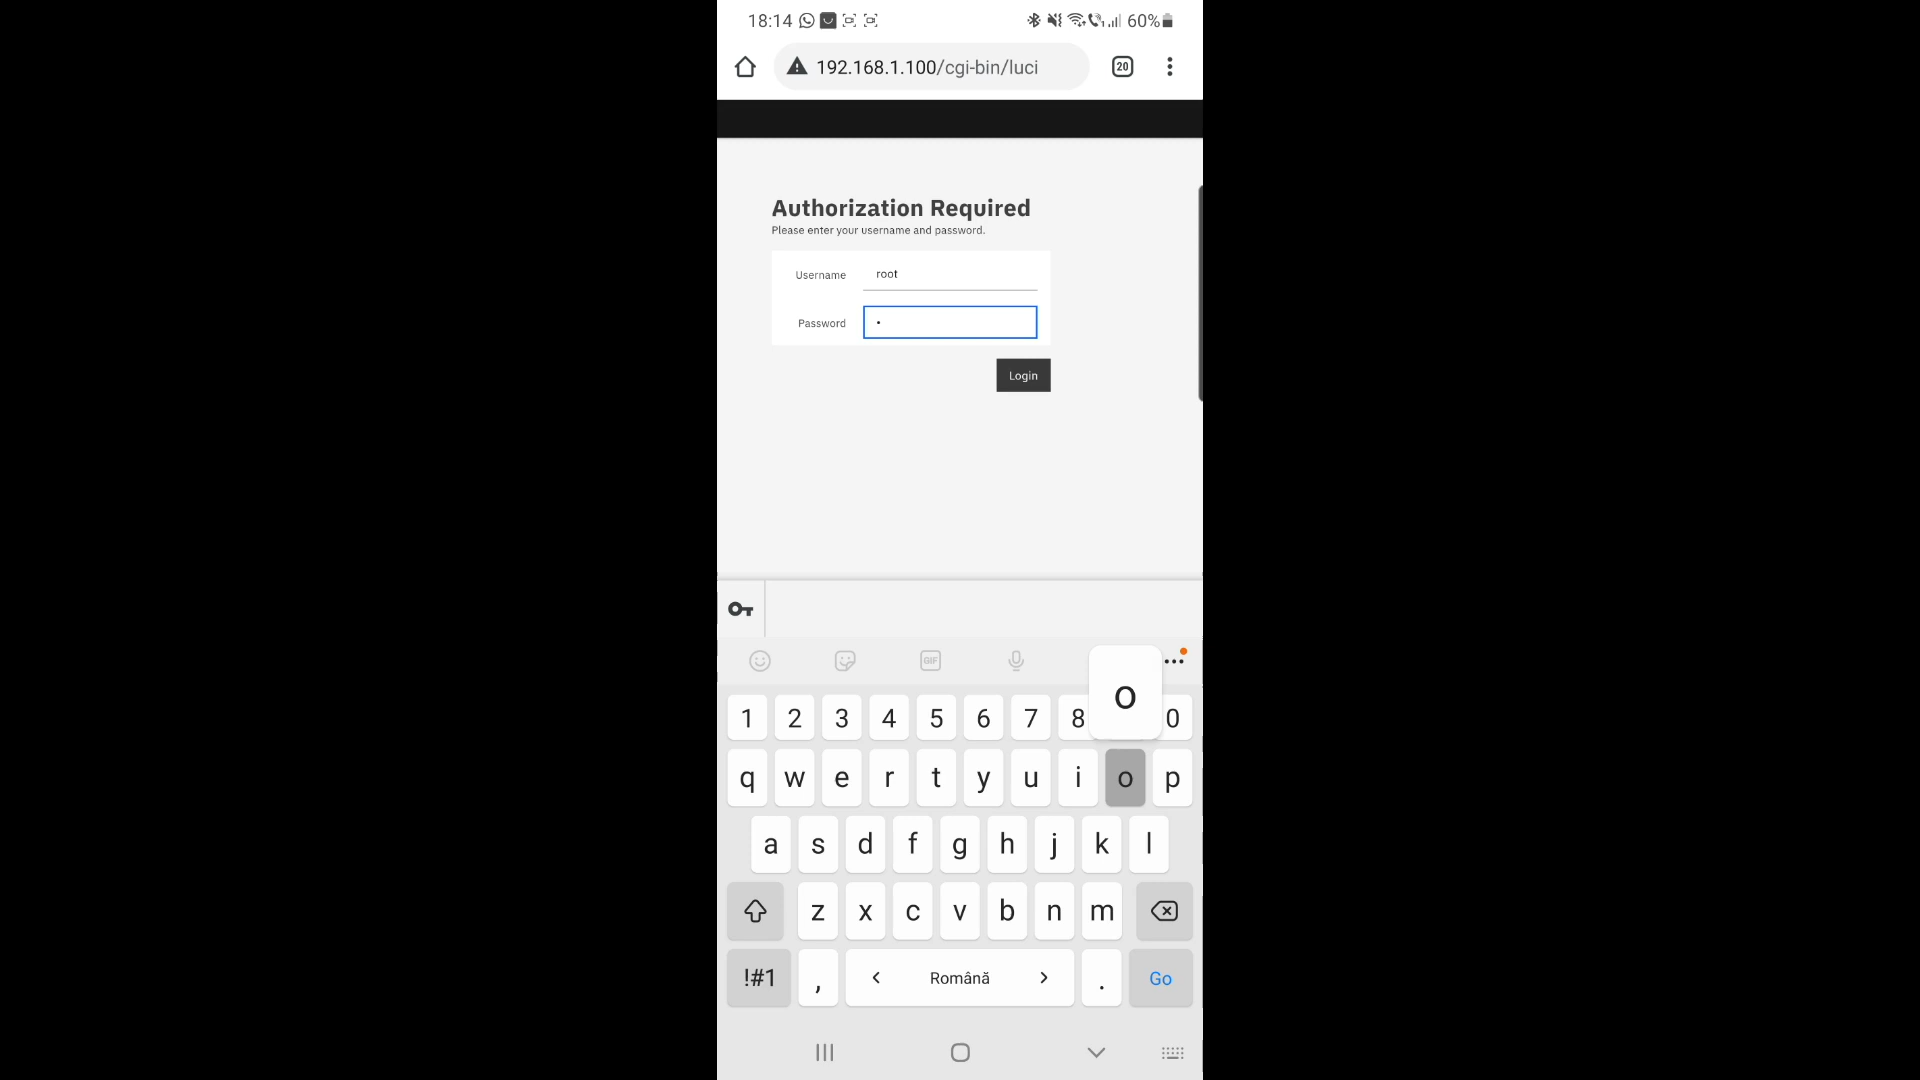 18:14 60%
192.168.1.100/cgi-bin/luci 20
Authorization Required
Please enter your username and password.
Username root
Password •
Login
GIF
o
1 2 3 4 5 6 7 8 0
q w e r t y u i o p
a s d f g h j k l
z x c v b n m
!#1 , < Română > . Go